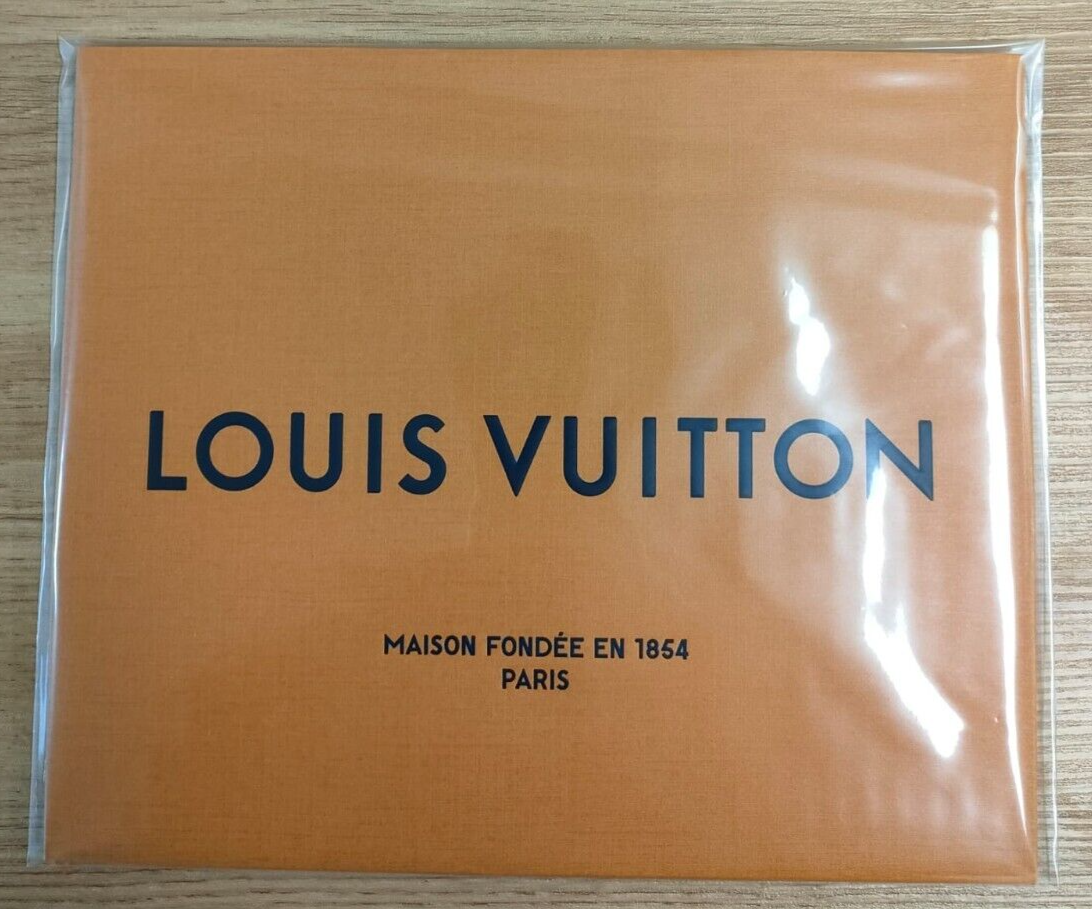 LOUIS VUITTON
MAISON FONDÉE EN 1854
PARIS